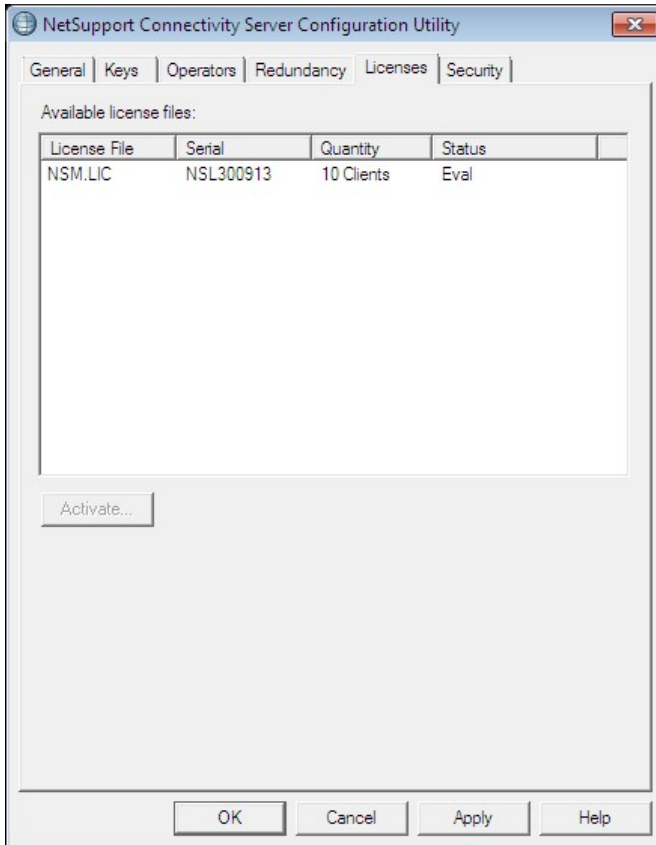 NetSupport Connectivity Server Configuration Utility
General Keys Operators Redundancy Licenses Security
Available license files:
License File Serial Quantity Status
NSM.LIC NSL300913 10 Clients Eval
Activate...
OK Cancel Apply Help